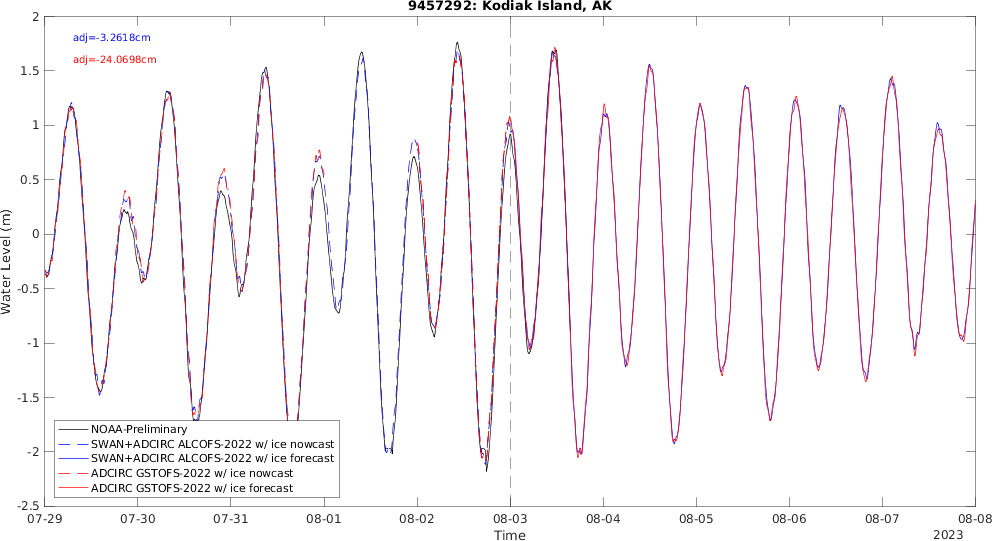 9457292: Kodiak Island, AK
adj=-3.2618cm
adj=-24.0698cm
2
1.5
1
0.5
0
-0.5
-1
-1.5
-2
-2.5
Water Level (m)
NOAA-Preliminary
SWAN+ADCIRC ALCOFS-2022 w/ ice nowcast
SWAN+ADCIRC ALCOFS-2022 w/ ice forecast
ADCIRC GSTOFS-2022 w/ ice nowcast
ADCIRC GSTOFS-2022 w/ ice forecast
07-29 07-30 07-31 08-01 08-02 08-03 08-04 08-05 08-06 08-07 08-08
Time
2023